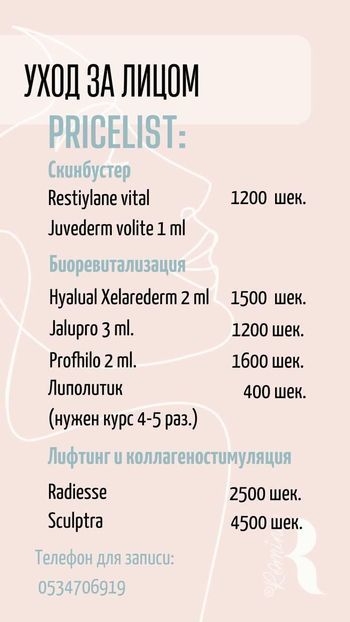 УХОД ЗА ЛИЦОМ
PRICELIST:
Скинбустер
Restiylane vital 1200 шек.
Juvederm volite 1 ml
Биоревитализация
Hyalual Xelarederm 2 ml 1500 шек.
Jalupro 3 ml. 1200 шек.
Profhilo 2 ml. 1600 шек.
Липолитик 400 шек.
(нужен курс 4-5 раз.)
Лифтинг и коллагеностимуляция
Radiesse 2500 шек.
Sculptra 4500 шек.
Телефон для записи:
0534706919